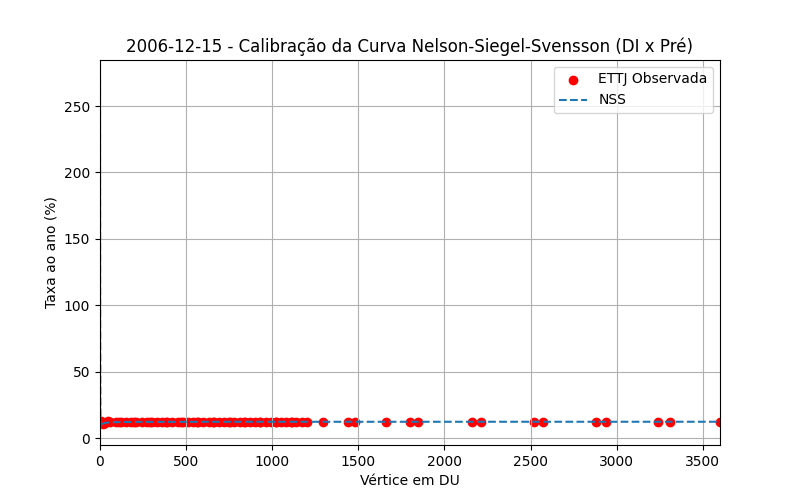 2006-12-15 - Calibração da Curva Nelson-Siegel-Svensson (DI x Pré)
ETTJ Observada
NSS
Taxa ao ano (%)
250
200
150
100
50
0
0 500 1000 1500 2000 2500 3000 3500
Vértice em DU